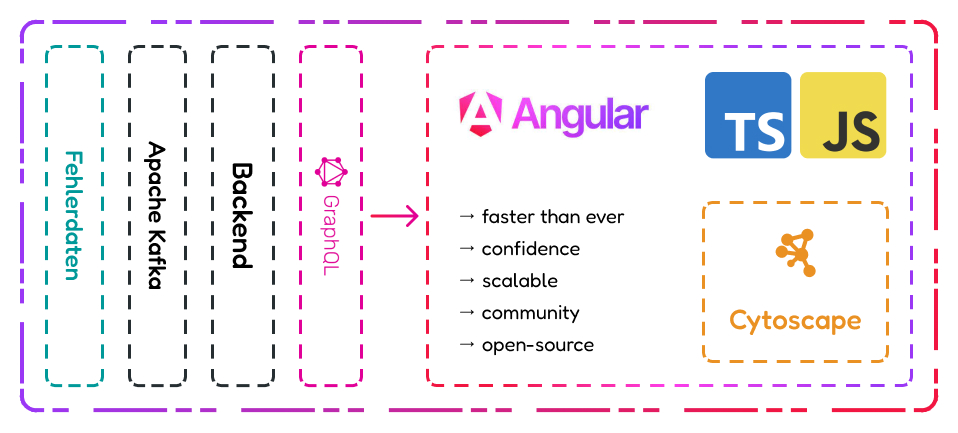 Fehlerdaten
Apache Kafka
Backend
GraphQL
Angular
TS
JS
→ faster than ever
→ confidence
→ scalable
→ community
→ open-source
Cytoscape